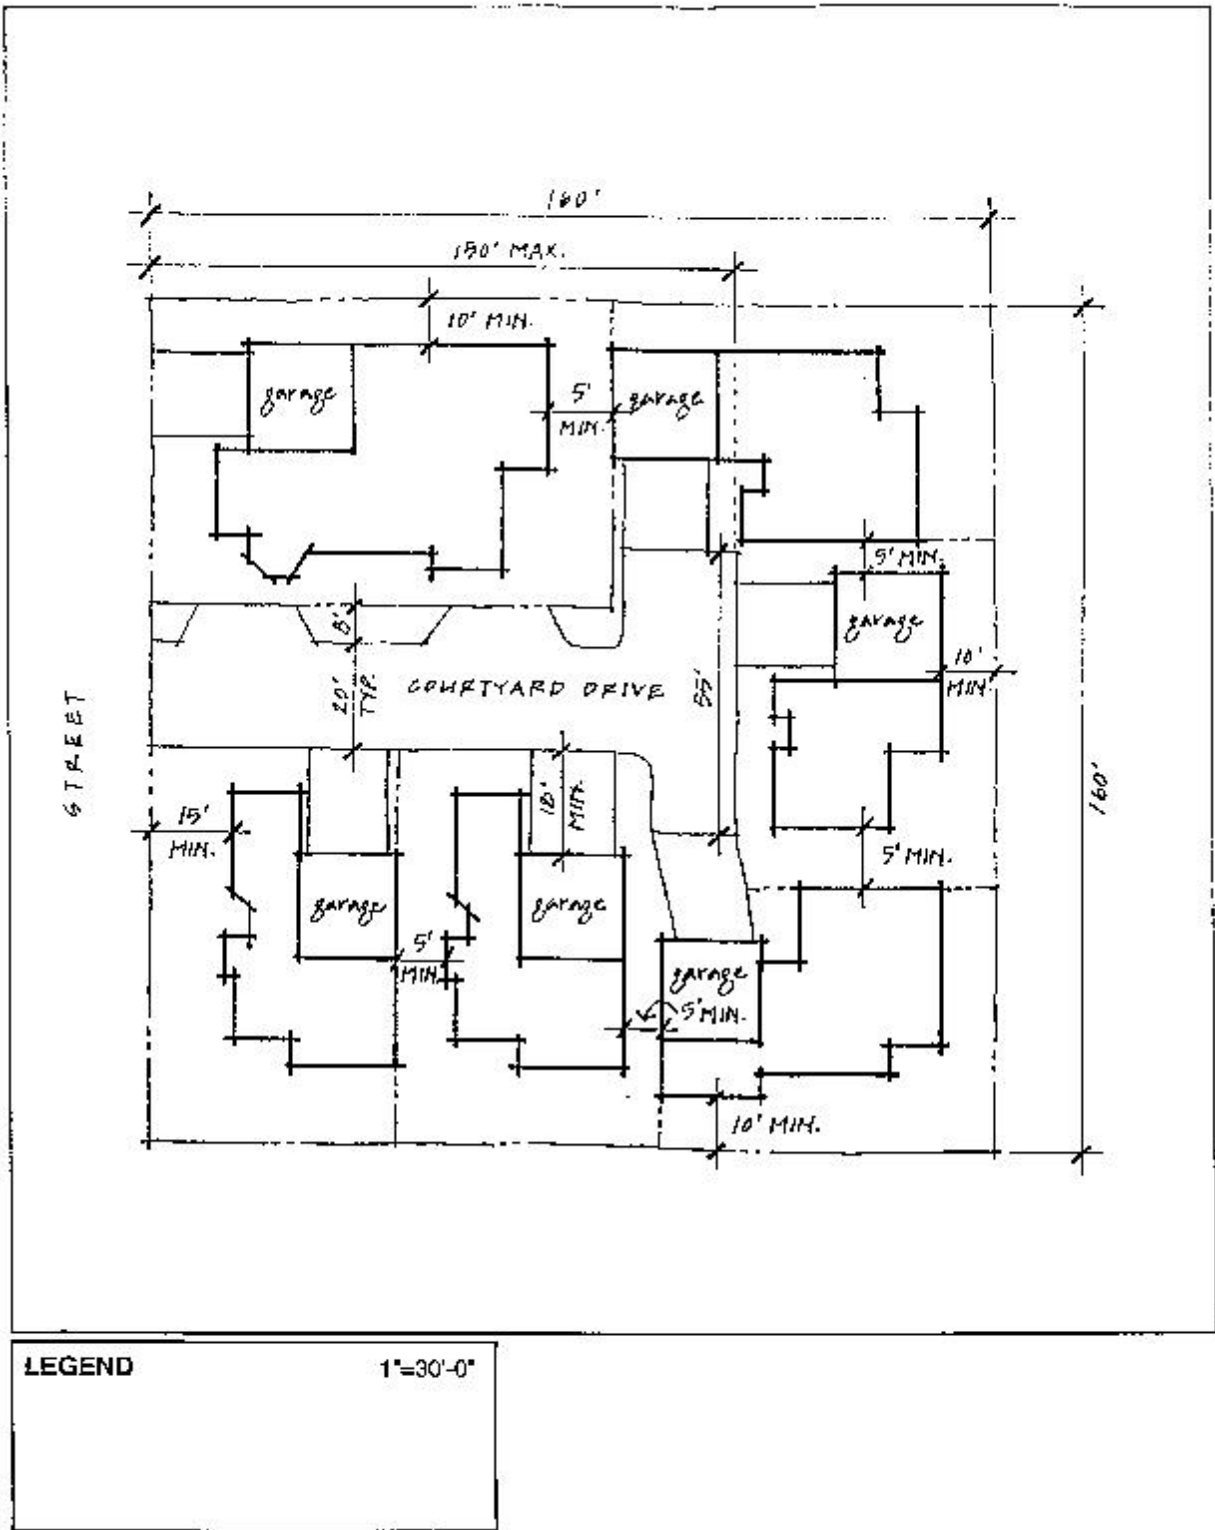 160'
150' MAX.
10' MIN.
garage
5'
MIN.
garage
5' MIN.
garage
8'
10'
MIN.
20'
TYP.
COURTYARD DRIVE
55'
STREET
160'
15'
MIN.
18'
MIN.
5' MIN.
garage
garage
5'
MIN.
garage
5' MIN.
10' MIN.
LEGEND 1"=30'-0"